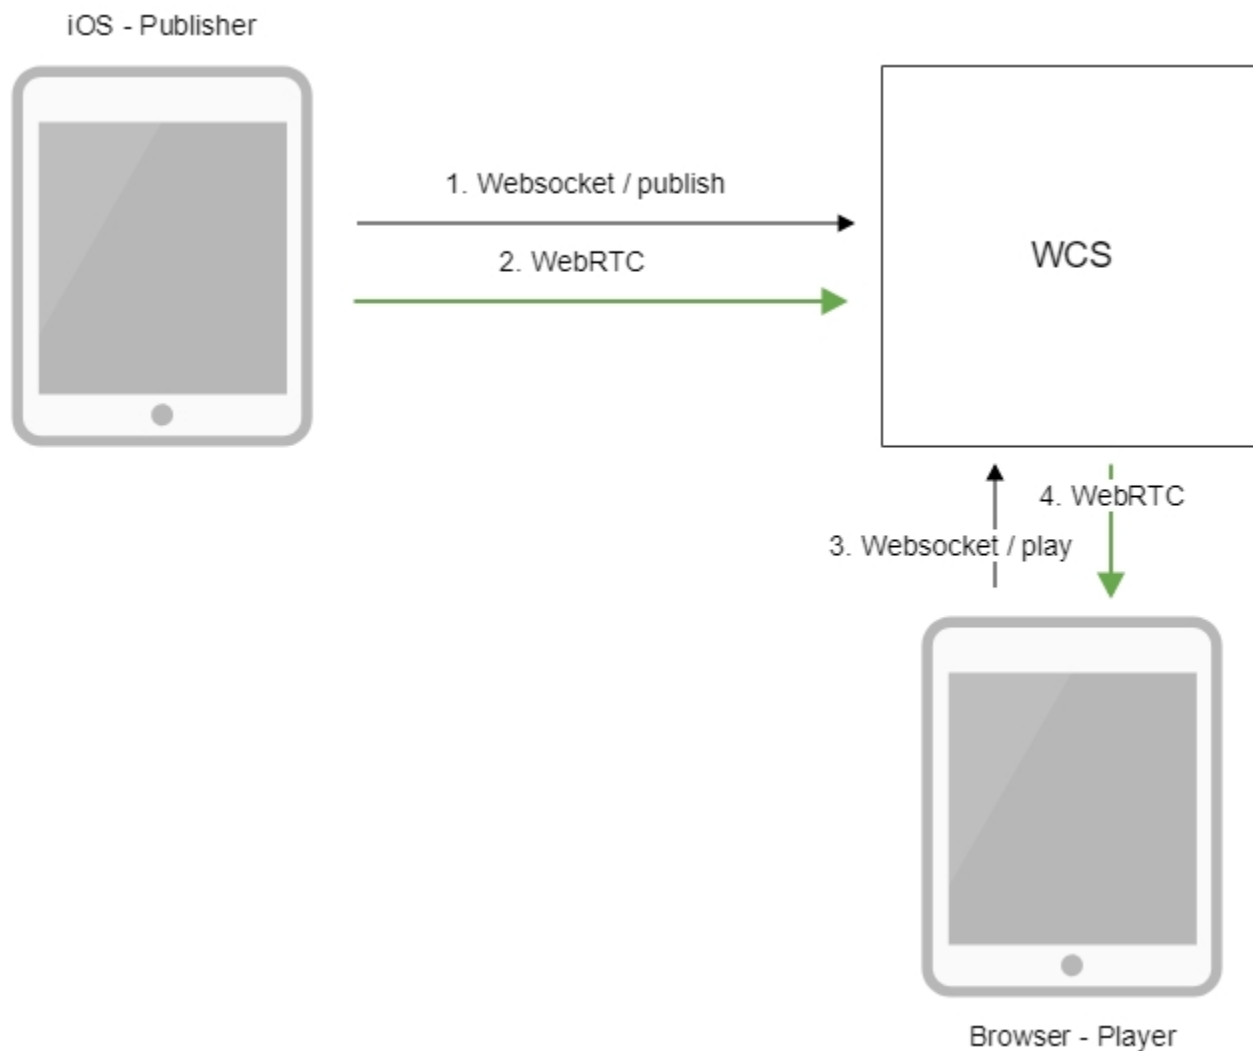 iOS - Publisher
1. Websocket / publish
2. WebRTC
WCS
4. WebRTC
3. Websocket / play
Browser - Player